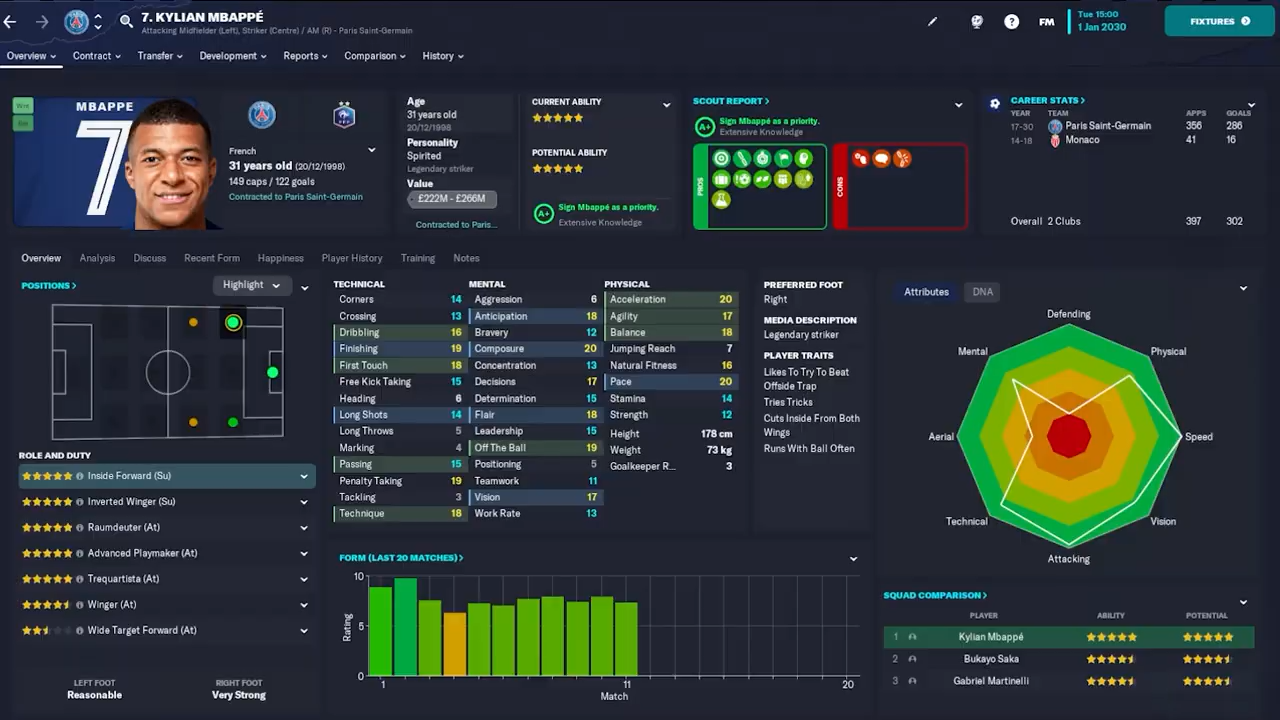 7. KYLIAN MBAPPÉ
Attacking Midfielder (Left), Striker (Centre) / AM (R) - Paris Saint-Germain
FM
Tue 15:00
1 Jan 2030
FIXTURES
Overview
Contract
Transfer
Development
Reports
Comparison
History
Wnt
MBAPPE
7
French
31 years old (20/12/1998)
149 caps / 122 goals
Contracted to Paris Saint-Germain
Age
31 years old
20/12/1998
Personality
Spirited
Legendary striker
Value
£222M - £266M
Contracted to Paris...
CURRENT ABILITY
POTENTIAL ABILITY
A+ Sign Mbappé as a priority.
Extensive Knowledge
SCOUT REPORT
A+ Sign Mbappé as a priority.
Extensive Knowledge
PROS
CONS
CAREER STATS
YEAR TEAM APPS GOALS
17-30 Paris Saint-Germain 356 286
14-18 Monaco 41 16
Overall 2 Clubs 397 302
Overview
Analysis
Discuss
Recent Form
Happiness
Player History
Training
Notes
POSITIONS
Highlight
ROLE AND DUTY
Inside Forward (Su)
Inverted Winger (Su)
Raumdeuter (At)
Advanced Playmaker (At)
Trequartista (At)
Winger (At)
Wide Target Forward (At)
LEFT FOOT
Reasonable
RIGHT FOOT
Very Strong
TECHNICAL
Corners 14
Crossing 13
Dribbling 16
Finishing 19
First Touch 18
Free Kick Taking 15
Heading 6
Long Shots 14
Long Throws 5
Marking 4
Passing 15
Penalty Taking 19
Tackling 3
Technique 18
MENTAL
Aggression 6
Anticipation 18
Bravery 12
Composure 20
Concentration 13
Decisions 17
Determination 15
Flair 18
Leadership 15
Off The Ball 19
Positioning 5
Teamwork 11
Vision 17
Work Rate 13
PHYSICAL
Acceleration 20
Agility 17
Balance 18
Jumping Reach 7
Natural Fitness 16
Pace 20
Stamina 14
Strength 12
Height 178 cm
Weight 73 kg
Goalkeeper R... 3
PREFERRED FOOT
Right
MEDIA DESCRIPTION
Legendary striker
PLAYER TRAITS
Likes To Try To Beat
Offside Trap
Tries Tricks
Cuts Inside From Both
Wings
Runs With Ball Often
Attributes
DNA
Defending
Physical
Speed
Vision
Attacking
Technical
Aerial
Mental
FORM (LAST 20 MATCHES)
10
5
0
Rating
1
11
20
Match
SQUAD COMPARISON
PLAYER ABILITY POTENTIAL
1 Kylian Mbappé
2 Bukayo Saka
3 Gabriel Martinelli